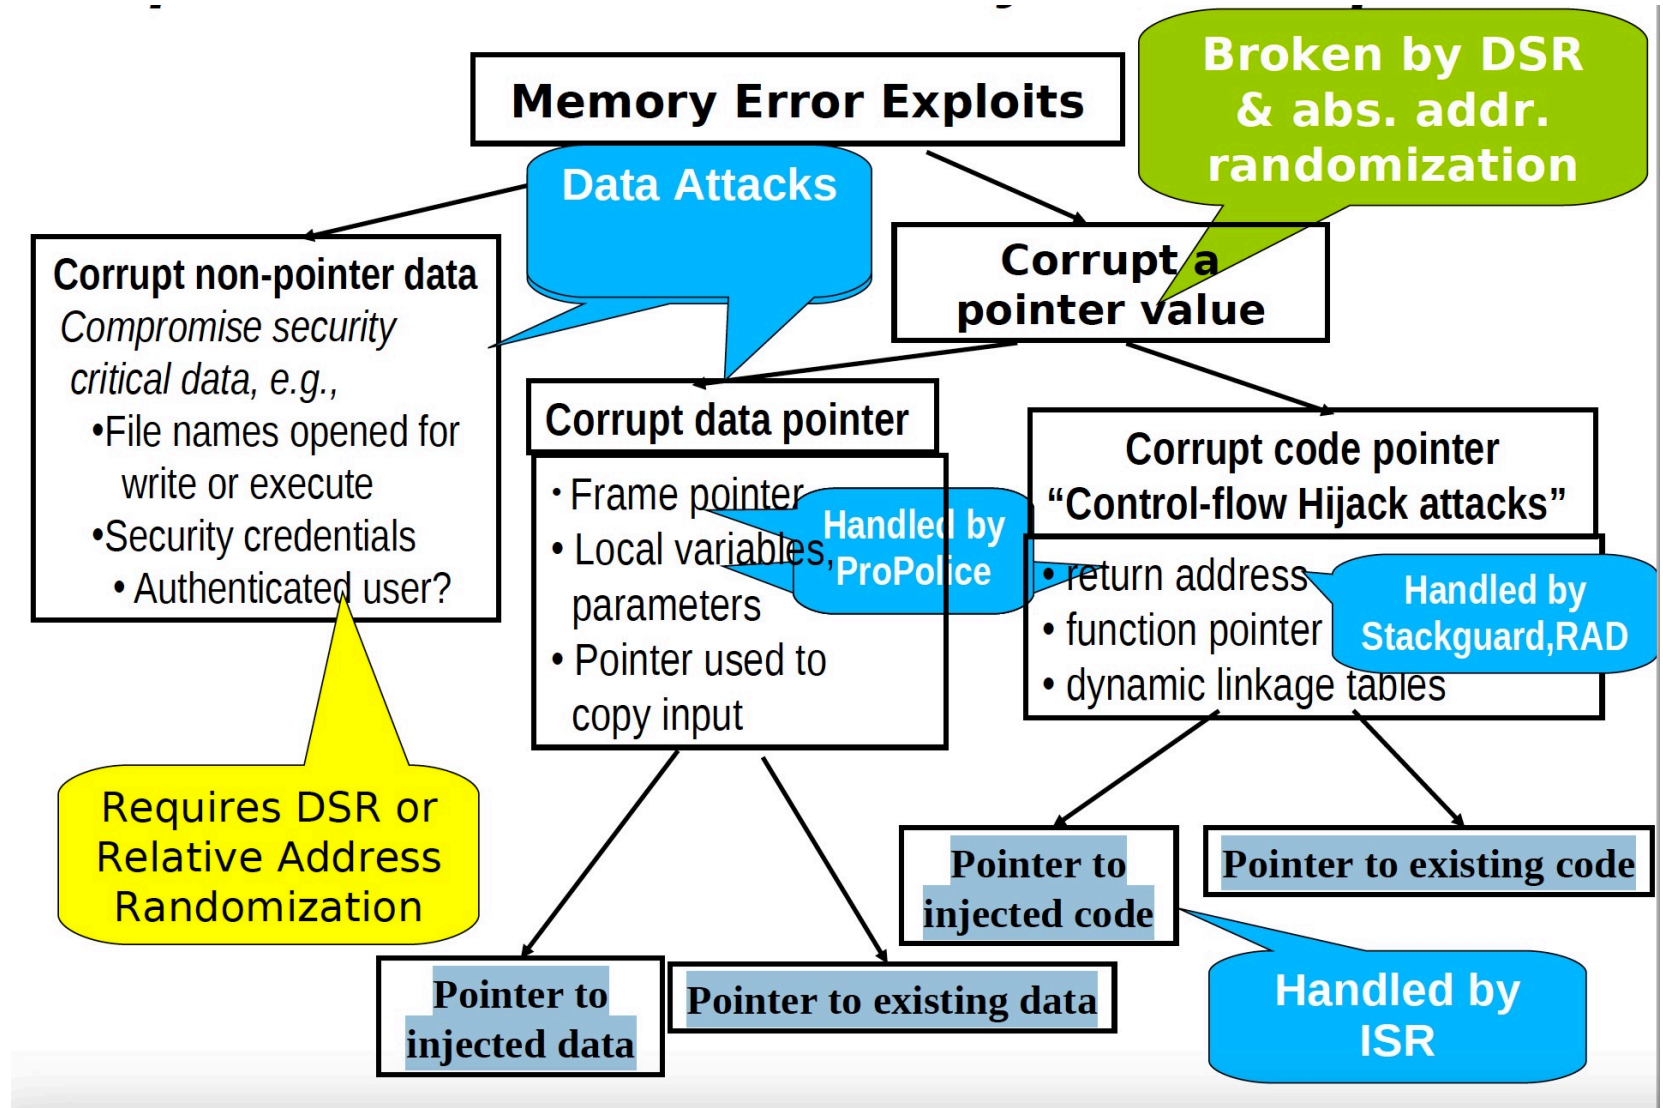 Memory Error Exploits
Broken by DSR
& abs. addr.
randomization
Data Attacks
Corrupt non-pointer data
Compromise security
critical data, e.g.,
•File names opened for
write or execute
•Security credentials
• Authenticated user?
Corrupt a
pointer value
Corrupt data pointer
• Frame pointer
• Local variables,
parameters
• Pointer used to
copy input
Handled by
ProPolice
Corrupt code pointer
“Control-flow Hijack attacks”
• return address
• function pointer
• dynamic linkage tables
Handled by
Stackguard,RAD
Requires DSR or
Relative Address
Randomization
Pointer to
injected code
Pointer to existing code
Pointer to
injected data
Pointer to existing data
Handled by
ISR